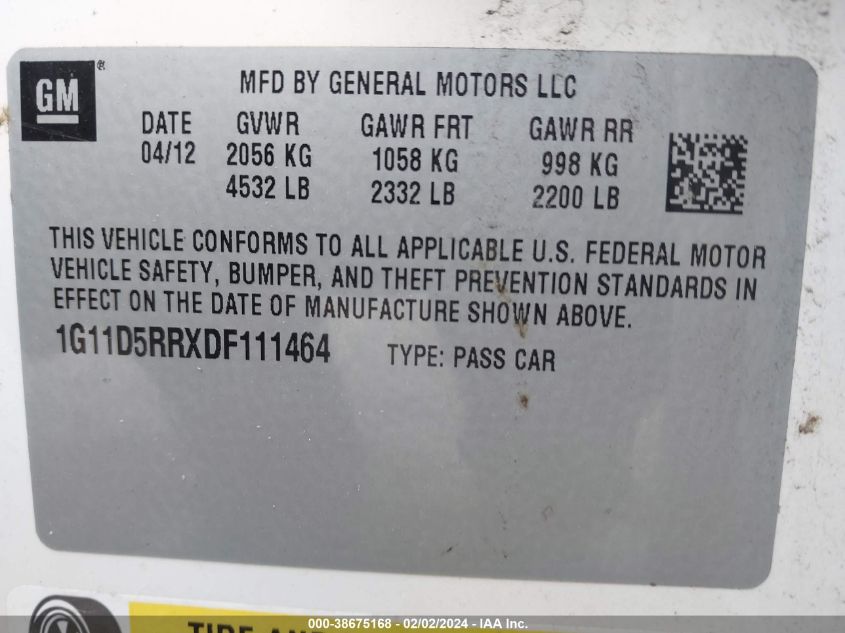 GM ®
MFD BY GENERAL MOTORS LLC
DATE GVWR GAWR FRT GAWR RR
04/12 2056 KG 1058 KG 998 KG
4532 LB 2332 LB 2200 LB
THIS VEHICLE CONFORMS TO ALL APPLICABLE U.S. FEDERAL MOTOR
VEHICLE SAFETY, BUMPER, AND THEFT PREVENTION STANDARDS IN
EFFECT ON THE DATE OF MANUFACTURE SHOWN ABOVE.
1G11D5RRXDF111464 TYPE: PASS CAR
TIRE AND
000-38675168 - 02/02/2024 - IAA Inc.